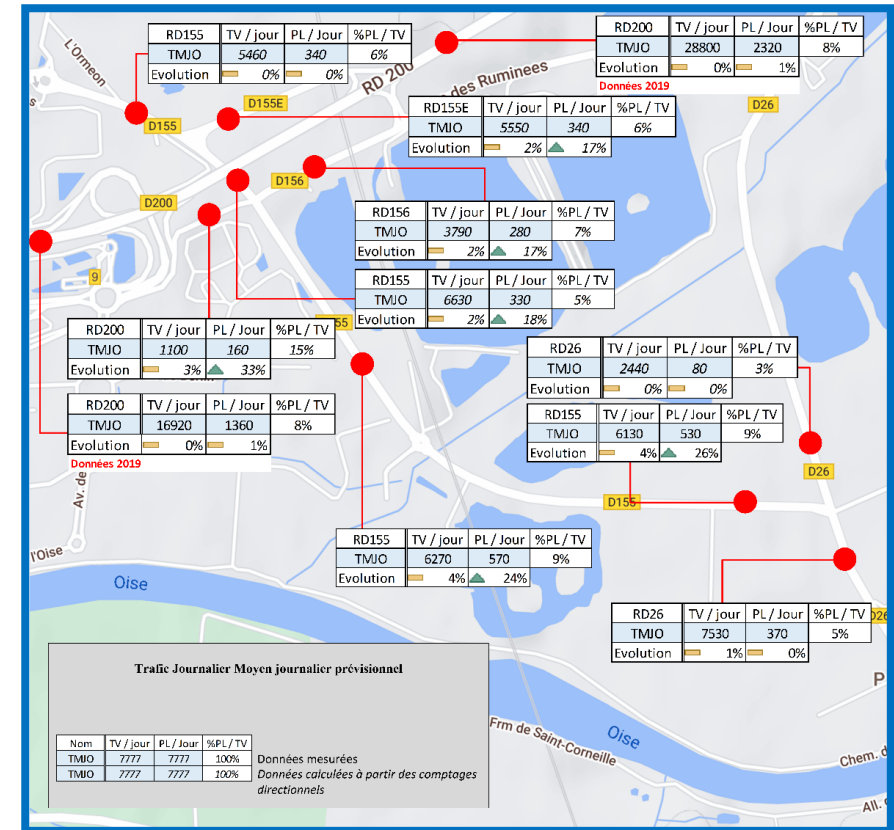 RD155 TV / jour PL / Jour %PL / TV
TMJO 5460 340 6%
Evolution 0% 0%
RD200 TV / jour PL / Jour %PL / TV
TMJO 28800 2320 8%
Evolution 0% 1%
Données 2019
L'Ormeon
RD 200
des Ruminees
D155E
D155
D26
RD155E TV / jour PL / Jour %PL / TV
TMJO 5550 340 6%
Evolution 2% 17%
D156
D200
RD156 TV / jour PL / Jour %PL / TV
TMJO 3790 280 7%
Evolution 2% 17%
9
RD155 TV / jour PL / Jour %PL / TV
TMJO 6630 330 5%
Evolution 2% 18%
55
RD200 TV / jour PL / Jour %PL / TV
TMJO 1100 160 15%
Evolution 3% 33%
RD26 TV / jour PL / Jour %PL / TV
TMJO 2440 80 3%
Evolution 0% 0%
RD200 TV / jour PL / Jour %PL / TV
TMJO 16920 1360 8%
Evolution 0% 1%
Données 2019
RD155 TV / jour PL / Jour %PL / TV
TMJO 6130 530 9%
Evolution 4% 26%
D26
Av. de
D155
RD155 TV / jour PL / Jour %PL / TV
TMJO 6270 570 9%
Evolution 4% 24%
l'Oise
Oise
RD26 TV / jour PL / Jour %PL / TV
TMJO 7530 370 5%
Evolution 1% 0%
D26
P
Trafic Journalier Moyen journalier prévisionnel
Nom TV / jour PL / Jour %PL / TV
TMJO 7777 7777 100% Données mesurées
TMJO 7777 7777 100% Données calculées à partir des comptages
directionnels
Frm de Saint-Corneille
Oise
Chem. d
All. d